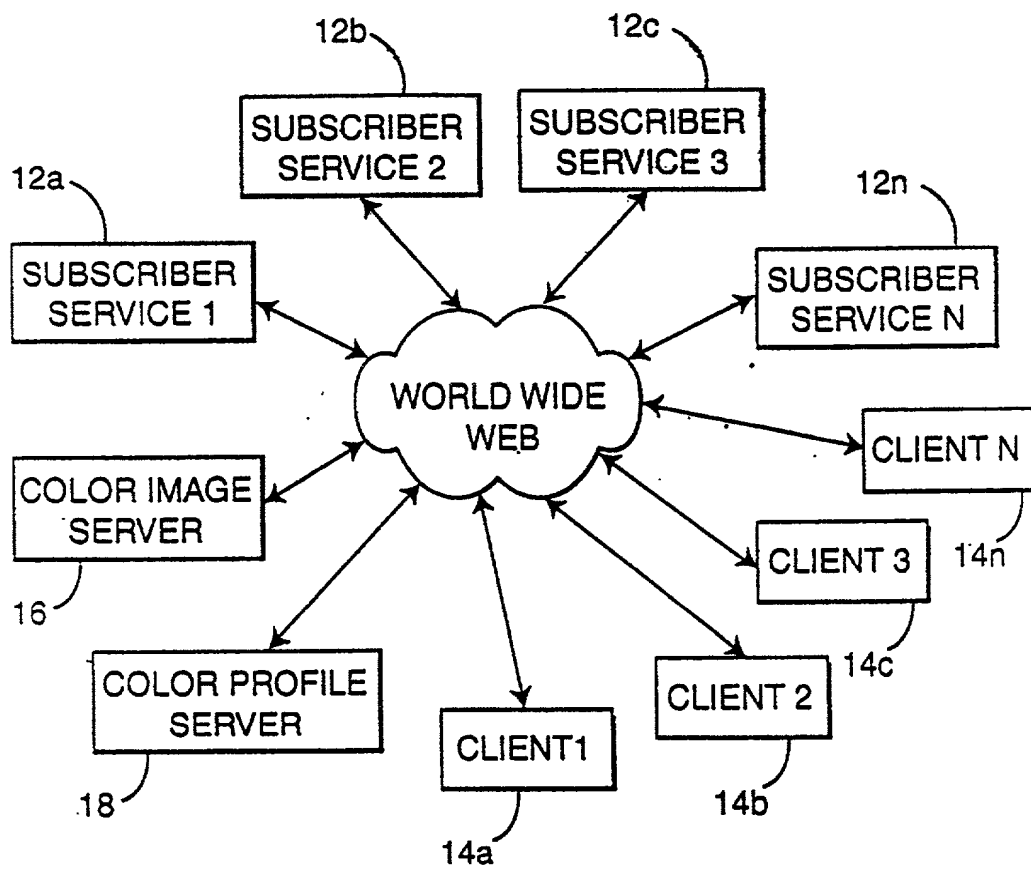 12b
12c
SUBSCRIBER
SERVICE 2
SUBSCRIBER
SERVICE 3
12a
12n
SUBSCRIBER
SERVICE 1
SUBSCRIBER
SERVICE N
WORLD WIDE
WEB
CLIENT N
COLOR IMAGE
SERVER
CLIENT 3
14n
16
14c
COLOR PROFILE
SERVER
CLIENT 2
CLIENT1
18
14b
14a